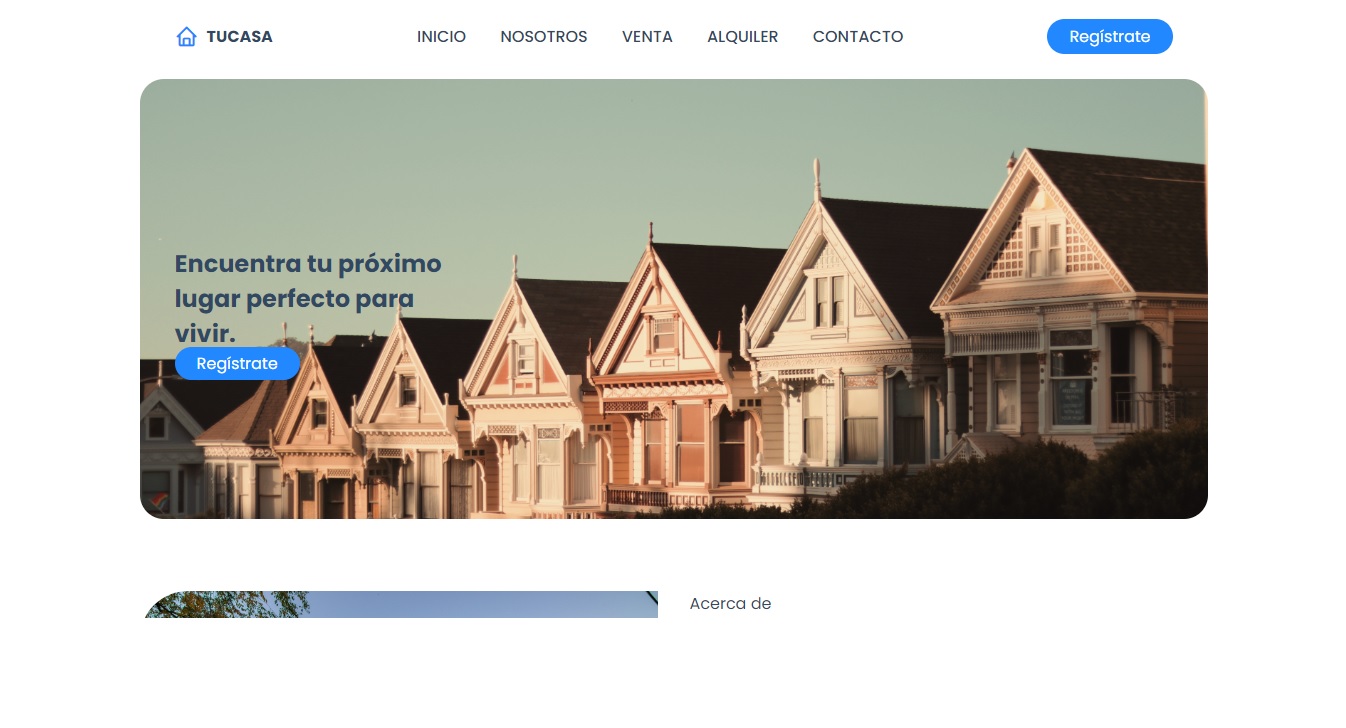 TUCASA
INICIO
NOSOTROS
VENTA
ALQUILER
CONTACTO
Regístrate
Encuentra tu próximo
lugar perfecto para
vivir.
Regístrate
Acerca de